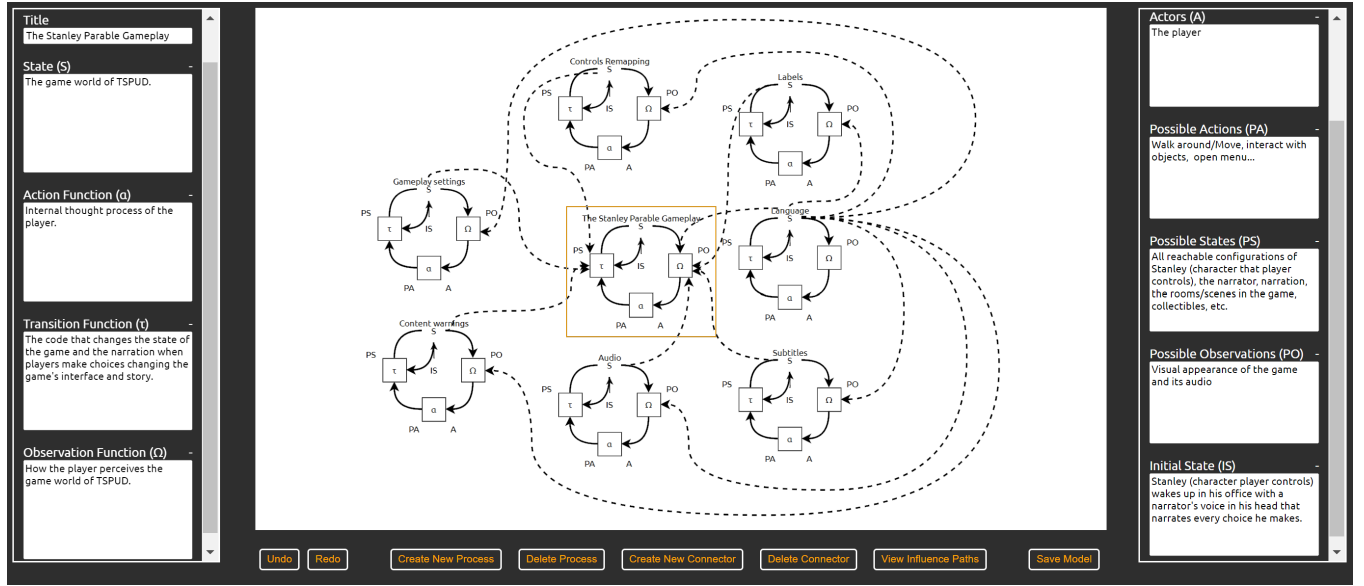 Title
The Stanley Parable Gameplay
State (S)
-
The game world of TSPUD.
Action Function (α)
-
Internal thought process of the
player.
Transition Function (τ)
-
The code that changes the state of
the game and the narration when
players make choices changing the
game's interface and story.
Observation Function (Ω)
-
How the player perceives the
game world of TSPUD.
Controls Remapping
S
PS
PO
τ
IS
Ω
α
PA
A
Labels
S
PS
PO
τ
IS
Ω
α
PA
A
Gameplay settings
S
PS
PO
τ
IS
Ω
α
PA
A
The Stanley Parable Gameplay
S
PS
PO
τ
IS
Ω
α
PA
A
Language
S
PS
PO
τ
IS
Ω
α
PA
A
Content warnings
S
PS
PO
τ
IS
Ω
α
PA
A
Audio
S
PS
PO
τ
IS
Ω
α
PA
A
Subtitles
S
PS
PO
τ
IS
Ω
α
PA
A
Undo
Redo
Create New Process
Delete Process
Create New Connector
Delete Connector
View Influence Paths
Save Model
Actors (A)
-
The player
Possible Actions (PA)
-
Walk around/Move, interact with
objects, open menu...
Possible States (PS)
-
All reachable configurations of
Stanley (character that player
controls), the narrator, narration,
the rooms/scenes in the game,
collectibles, etc.
Possible Observations (PO)
-
Visual appearance of the game
and its audio
Initial State (IS)
-
Stanley (character player controls)
wakes up in his office with a
narrator's voice in his head that
narrates every choice he makes.